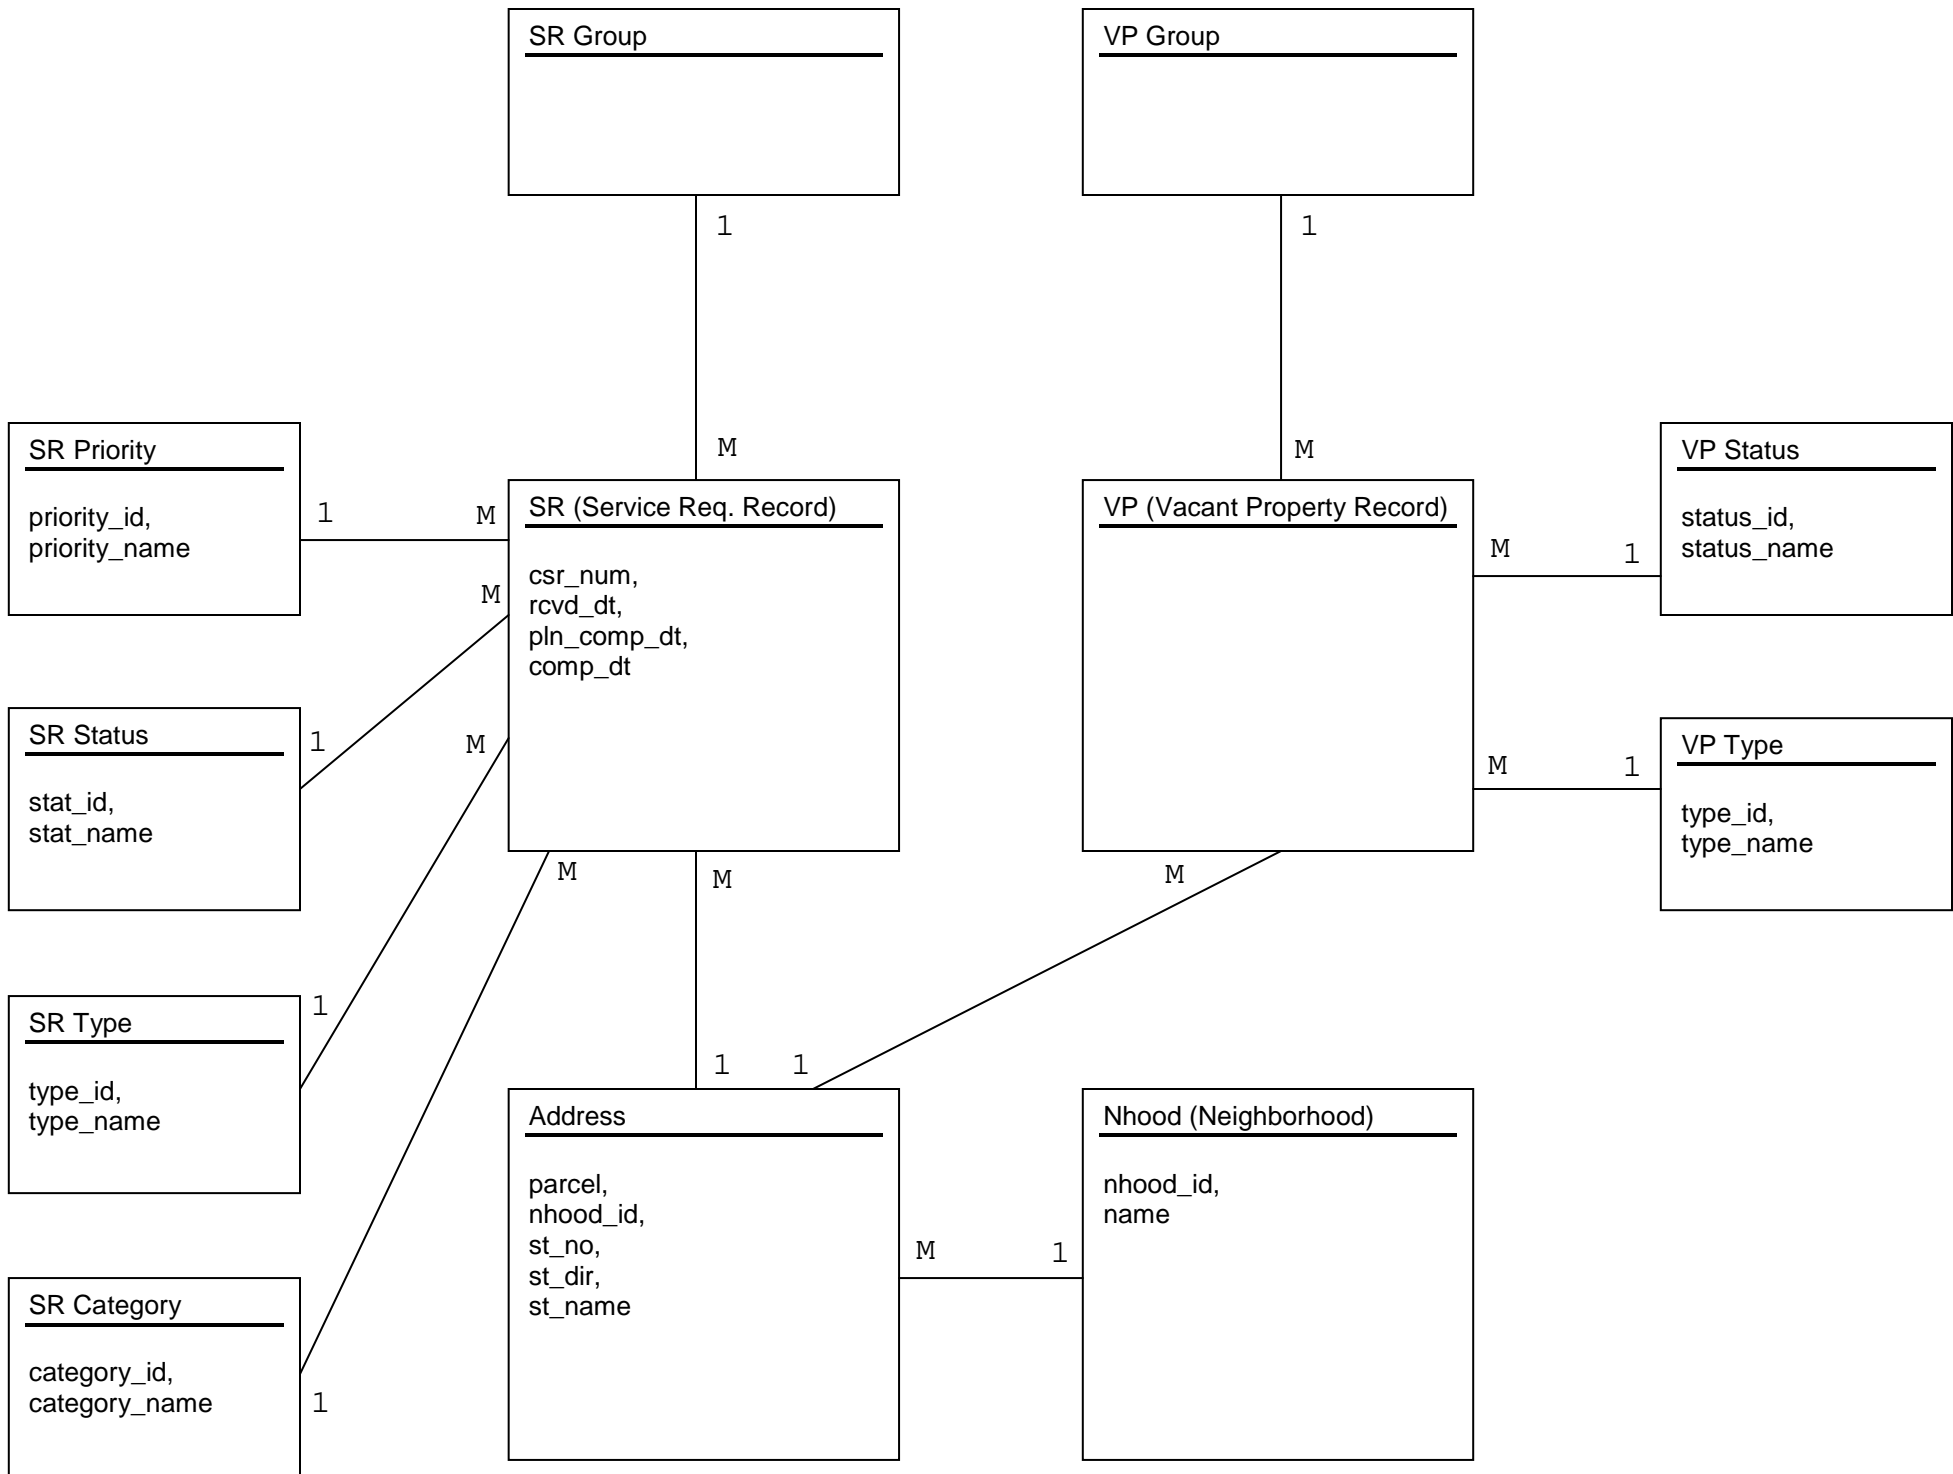 SR Group
VP Group
1
1
M
M
SR Priority
priority_id,
priority_name
1
M
SR (Service Req. Record)
csr_num,
rcvd_dt,
pln_comp_dt,
comp_dt
VP (Vacant Property Record)
M
1
VP Status
status_id,
status_name
M
SR Status
stat_id,
stat_name
1
M
M
1
VP Type
type_id,
type_name
M
M
M
SR Type
type_id,
type_name
1
1
1
Address
parcel,
nhood_id,
st_no,
st_dir,
st_name
Nhood (Neighborhood)
nhood_id,
name
M
1
SR Category
category_id,
category_name
1